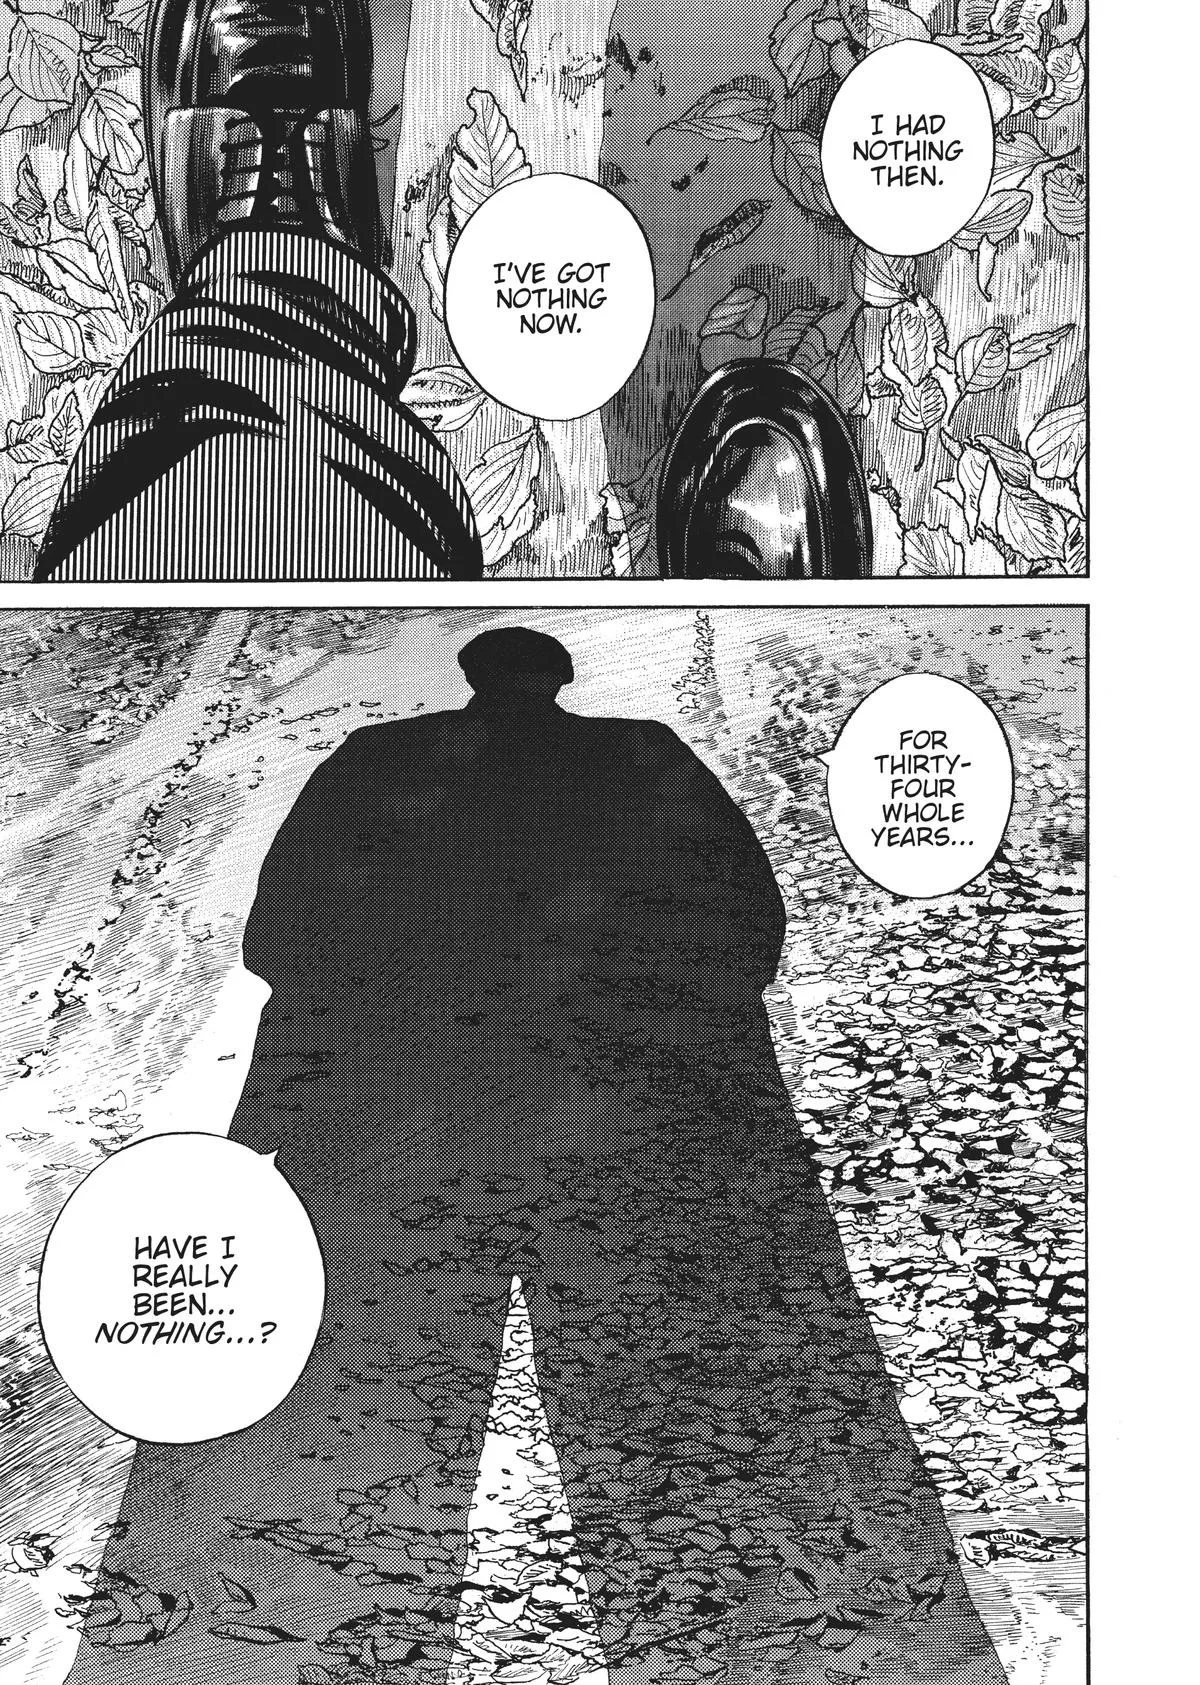 I HAD
NOTHING
THEN.
I'VE GOT
NOTHING
NOW.
FOR
THIRTY-
FOUR
WHOLE
YEARS...
HAVE I
REALLY
BEEN...
NOTHING...?